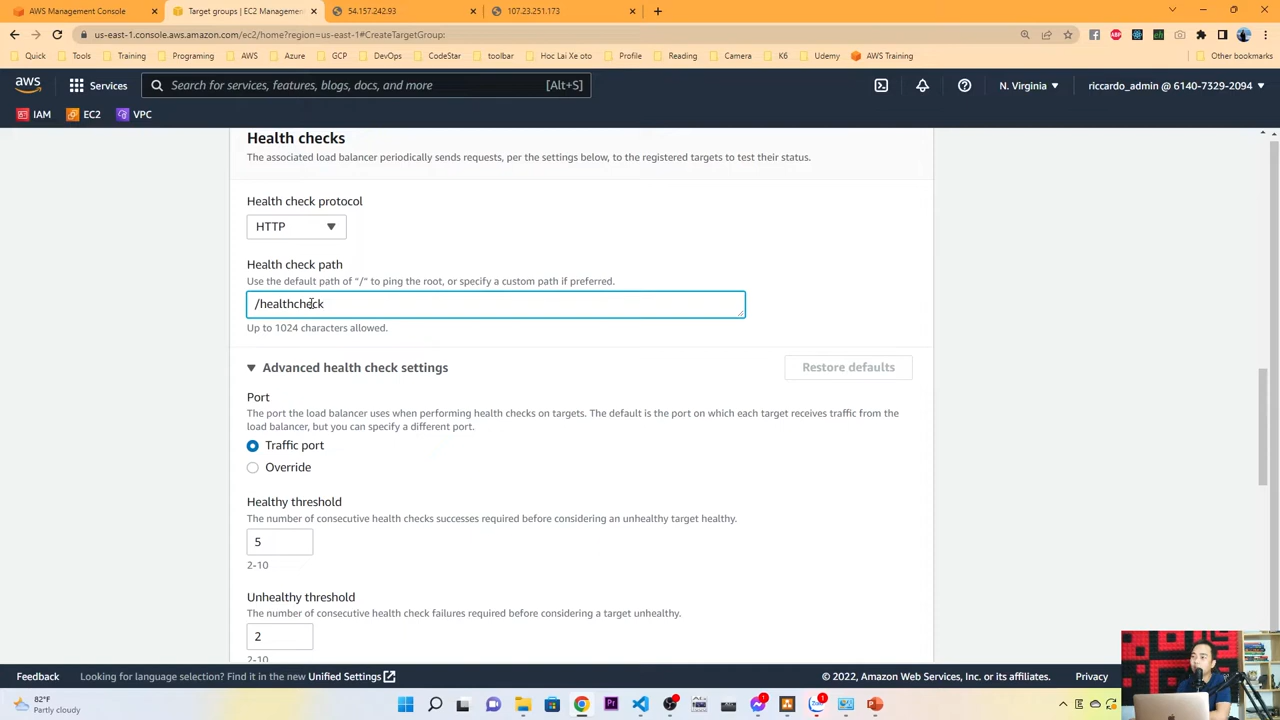 AWS Management Console
Target groups | EC2 Management
54.157.242.93
107.23.251.173
us-east-1.console.aws.amazon.com/ec2/home?region=us-east-1#CreateTargetGroup:
Quick
Tools
Training
Programing
AWS
Azure
GCP
DevOps
CodeStar
toolbar
Hoc Lai Xe oto
Profile
Reading
Camera
K6
Udemy
AWS Training
Other bookmarks
aws
Services
Search for services, features, blogs, docs, and more
[Alt+S]
N. Virginia
riccardo_admin @ 6140-7329-2094
IAM
EC2
VPC
Health checks
The associated load balancer periodically sends requests, per the settings below, to the registered targets to test their status.
Health check protocol
HTTP
Health check path
Use the default path of "/" to ping the root, or specify a custom path if preferred.
/healthcheck
Up to 1024 characters allowed.
Advanced health check settings
Restore defaults
Port
The port the load balancer uses when performing health checks on targets. The default is the port on which each target receives traffic from the
load balancer, but you can specify a different port.
Traffic port
Override
Healthy threshold
The number of consecutive health checks successes required before considering an unhealthy target healthy.
5
2-10
Unhealthy threshold
The number of consecutive health check failures required before considering a target unhealthy.
2
2-10
Feedback
Looking for language selection? Find it in the new Unified Settings
© 2022, Amazon Web Services, Inc. or its affiliates.
Privacy
82°F
Partly cloudy